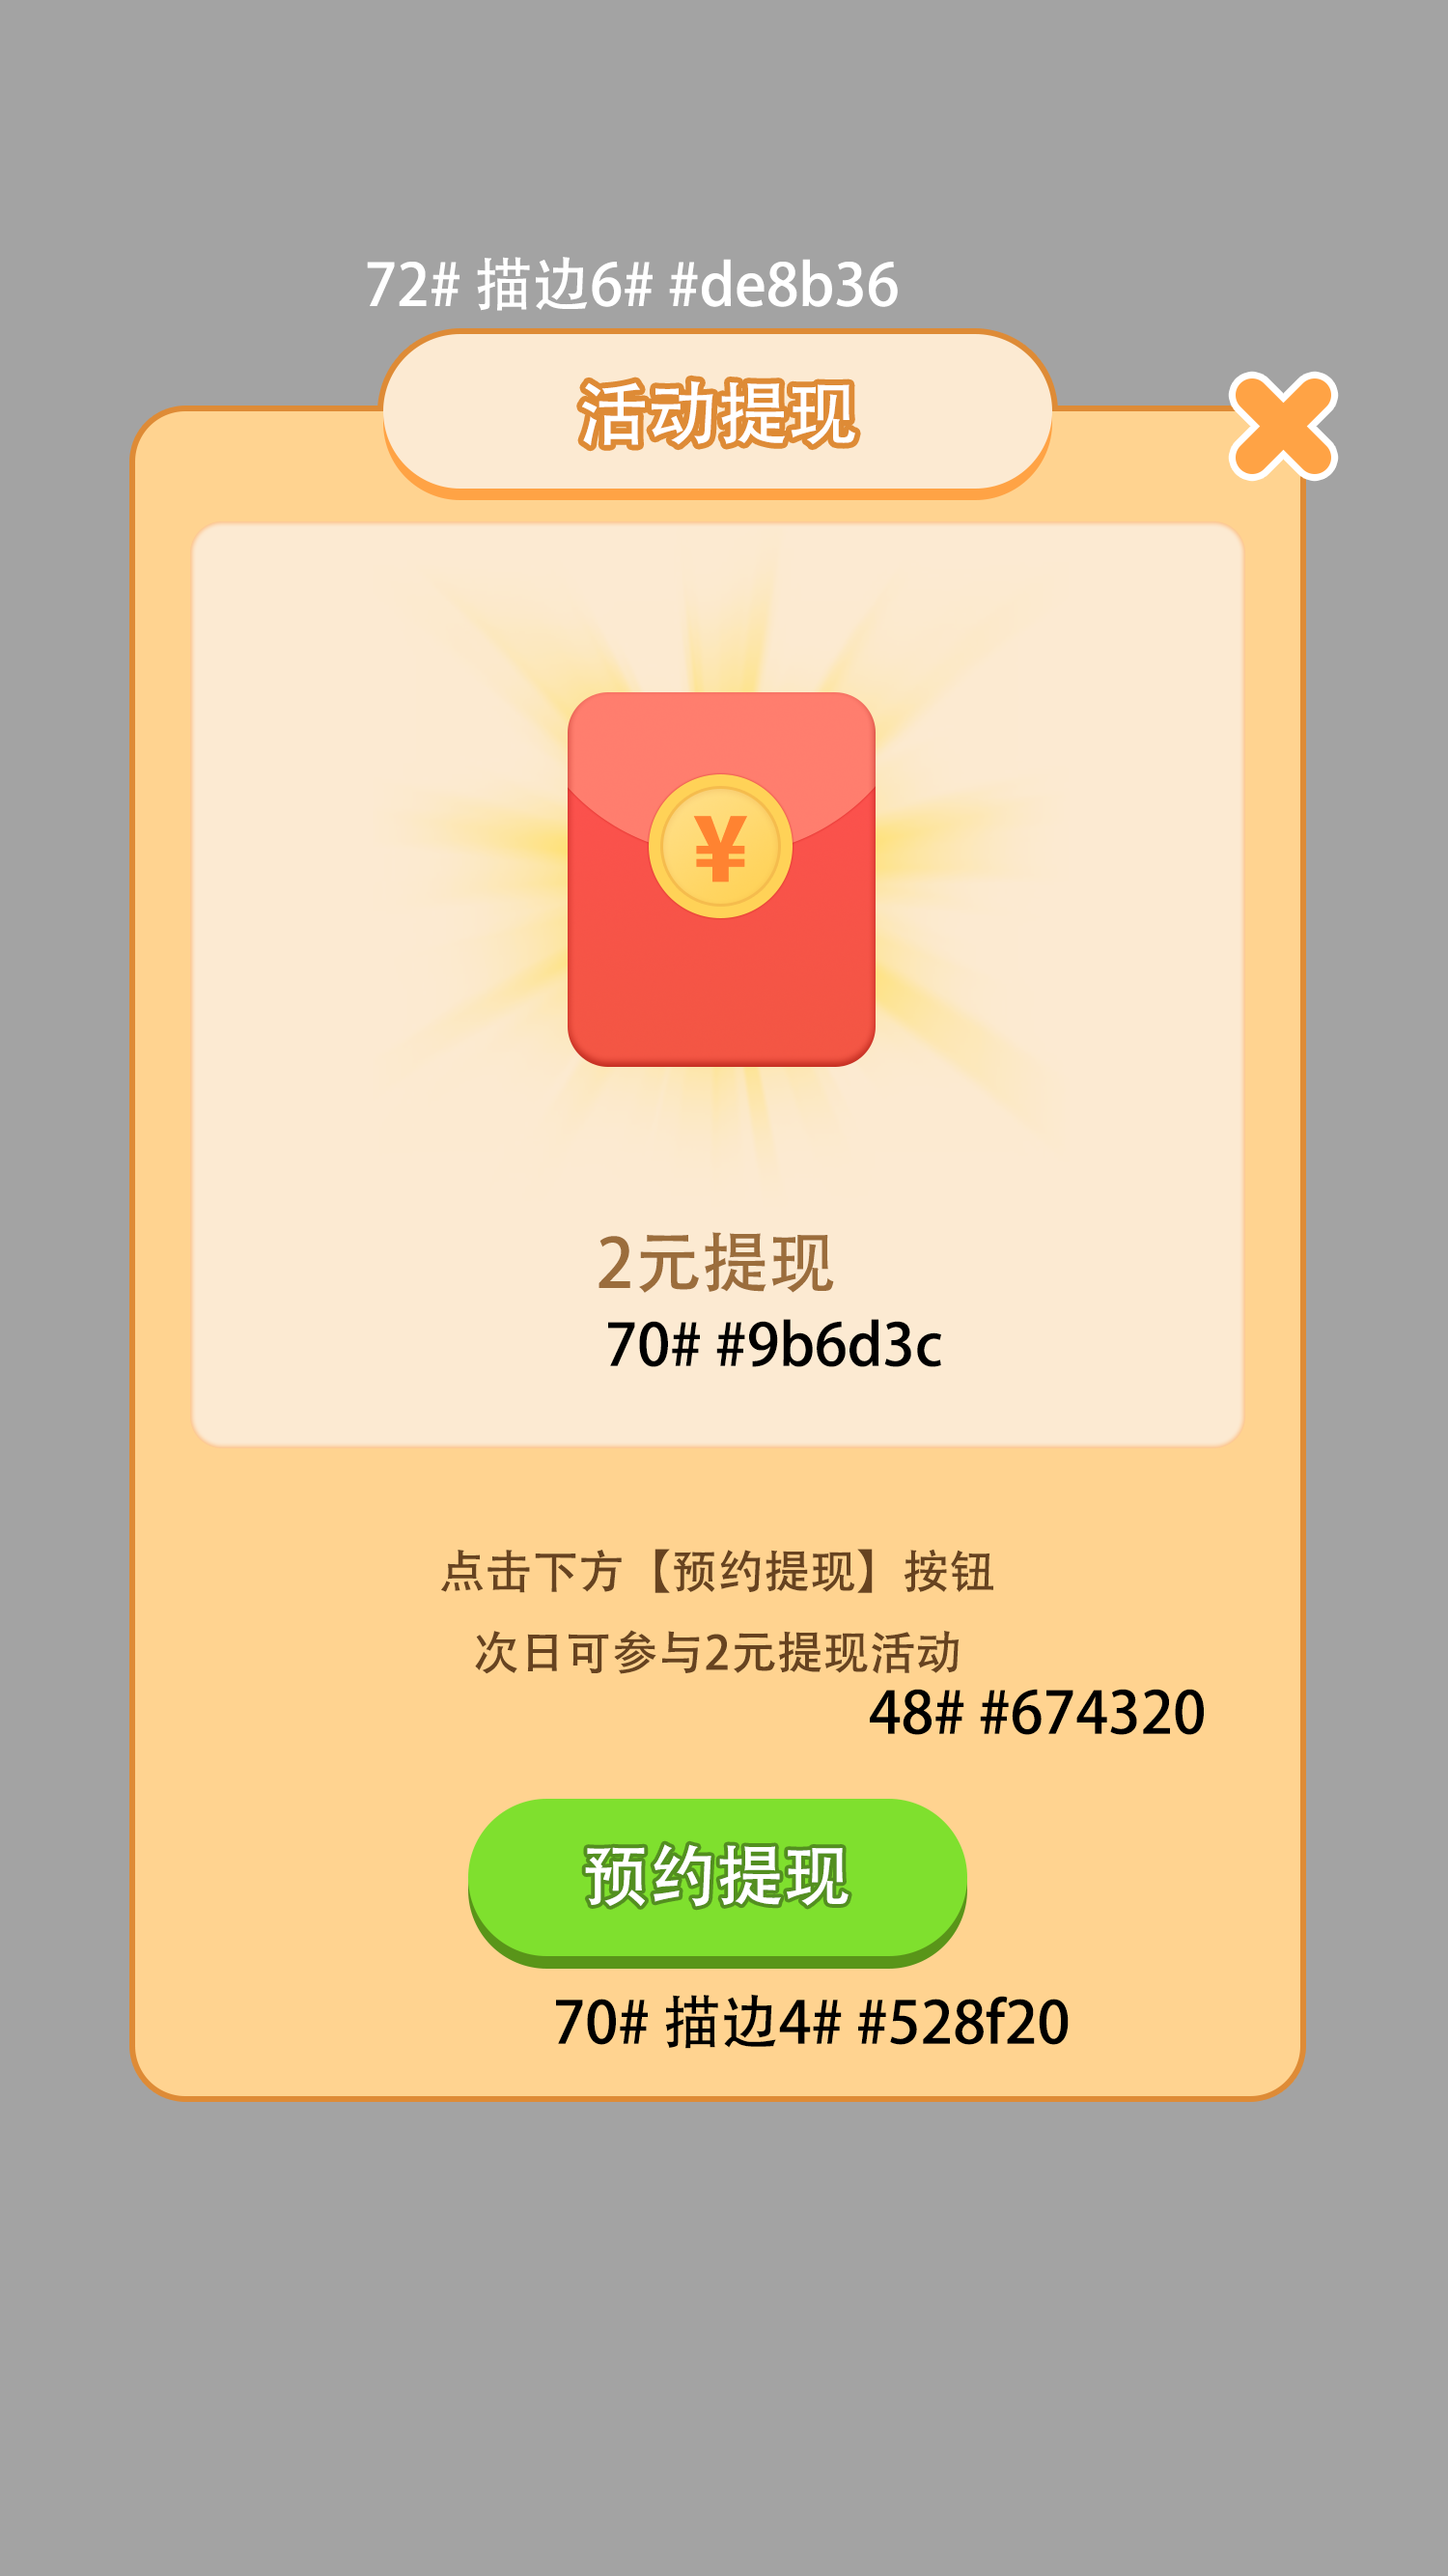 72# 描边6# #de8b36
活动提现
¥
2元提现
70# #9b6d3c
点击下方【预约提现】按钮
次日可参与2元提现活动
48# #674320
预约提现
70# 描边4# #528f20